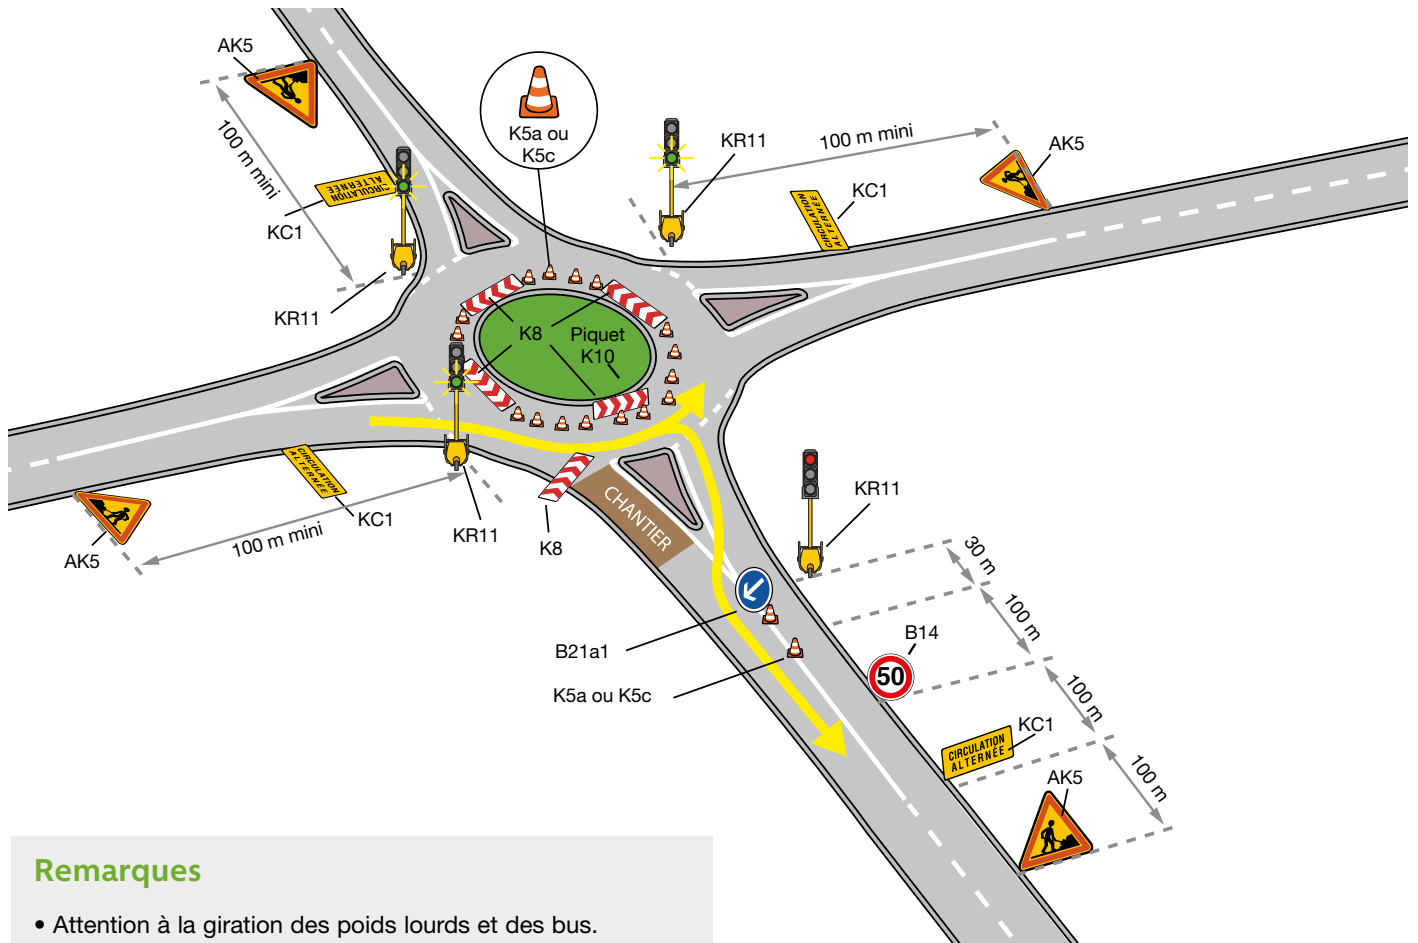 AK5
100 m mini
CIRCULATION
ALTERNÉE
KC1
KR11
K5a ou
K5c
KR11
100 m mini
AK5
KC1
CIRCULATION
ALTERNÉE
K8
Piquet
K10
CIRCULATION
ALTERNÉE
KC1
AK5
100 m mini
KR11
K8
CHANTIER
KR11
30 m
100 m
B14
50
B21a1
K5a ou K5c
100 m
KC1
CIRCULATION
ALTERNÉE
AK5
100 m
Remarques
• Attention à la giration des poids lourds et des bus.